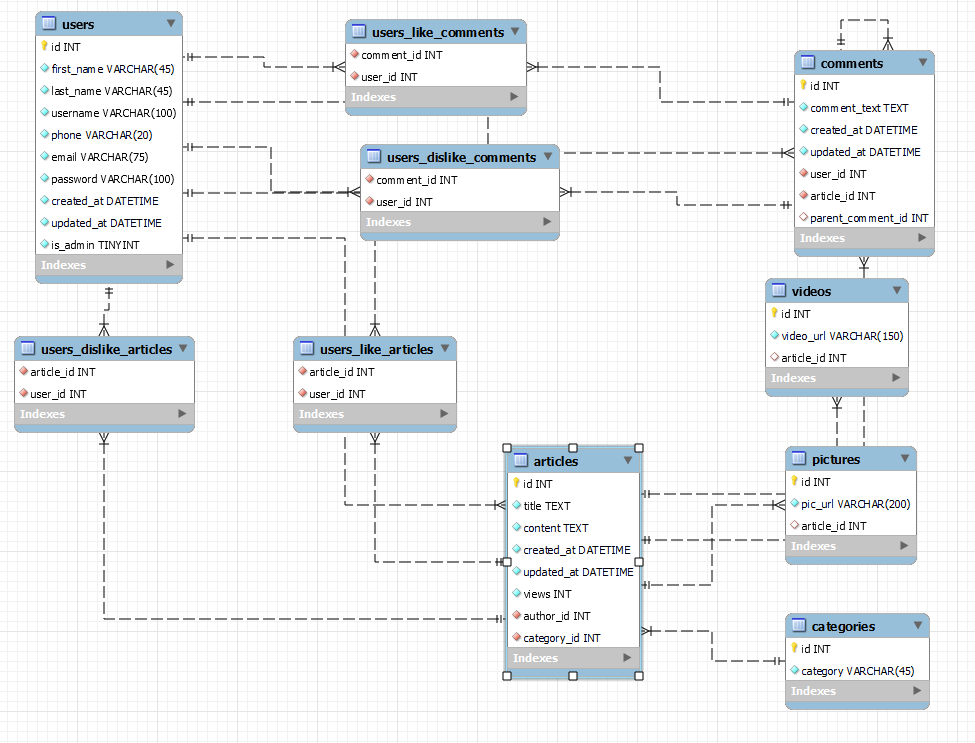 users
id INT
first_name VARCHAR(45)
last_name VARCHAR(45)
username VARCHAR(100)
phone VARCHAR(20)
email VARCHAR(75)
password VARCHAR(100)
created_at DATETIME
updated_at DATETIME
is_admin TINYINT
Indexes
users_like_comments
comment_id INT
user_id INT
Indexes
comments
id INT
comment_text TEXT
created_at DATETIME
updated_at DATETIME
user_id INT
article_id INT
parent_comment_id INT
Indexes
users_dislike_comments
comment_id INT
user_id INT
Indexes
videos
id INT
video_url VARCHAR(150)
article_id INT
Indexes
users_dislike_articles
article_id INT
user_id INT
Indexes
users_like_articles
article_id INT
user_id INT
Indexes
articles
id INT
title TEXT
content TEXT
created_at DATETIME
updated_at DATETIME
views INT
author_id INT
category_id INT
Indexes
pictures
id INT
pic_url VARCHAR(200)
article_id INT
Indexes
categories
id INT
category VARCHAR(45)
Indexes